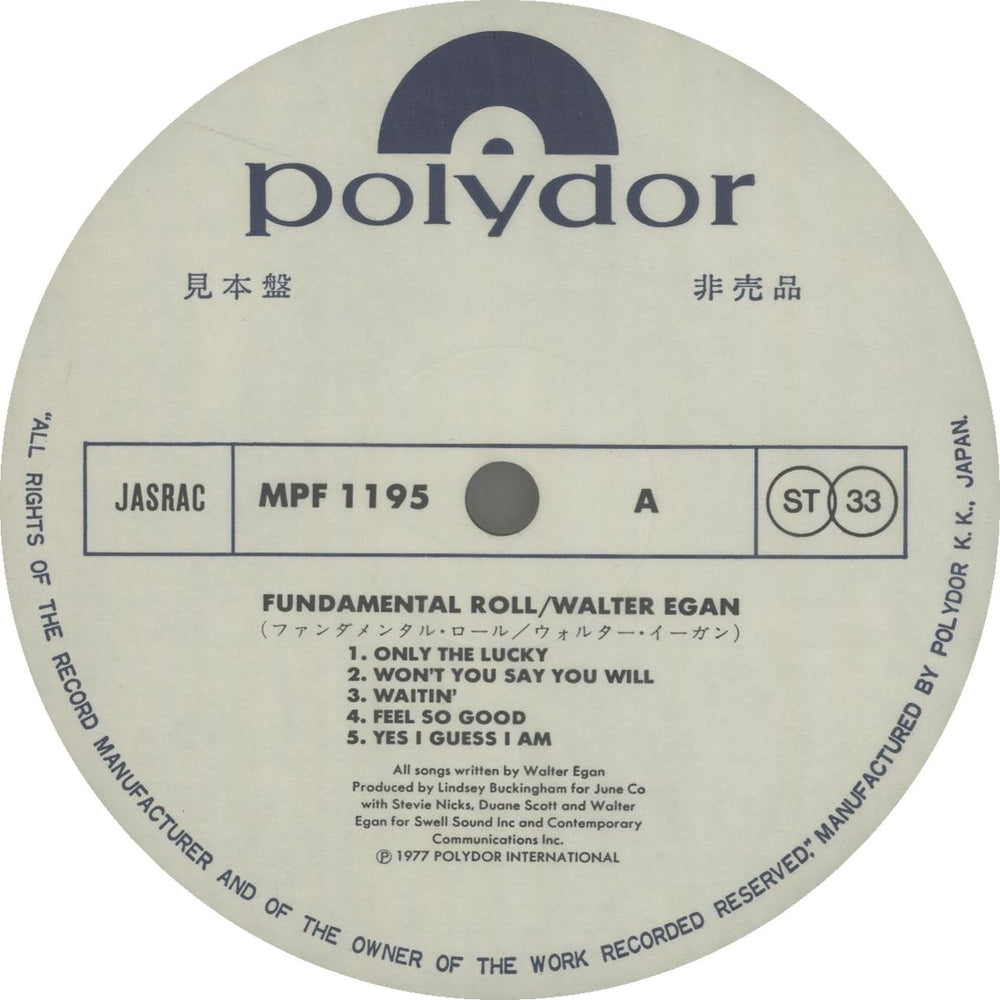 polydor
見本盤 非売品
JASRAC MPF 1195 A ST 33
FUNDAMENTAL ROLL/WALTER EGAN
(ファンダメンタル・ロール/ウォルター・イーガン)
1. ONLY THE LUCKY
2. WON'T YOU SAY YOU WILL
3. WAITIN'
4. FEEL SO GOOD
5. YES I GUESS I AM
All songs written by Walter Egan
Produced by Lindsey Buckingham for June Co
with Stevie Nicks, Duane Scott and Walter
Egan for Swell Sound Inc and Contemporary
Communications Inc.
Ⓟ 1977 POLYDOR INTERNATIONAL
"ALL RIGHTS OF THE RECORD MANUFACTURER AND OF THE OWNER OF THE WORK RECORDED RESERVED," MANUFACTURED BY POLYDOR K.K., JAPAN.